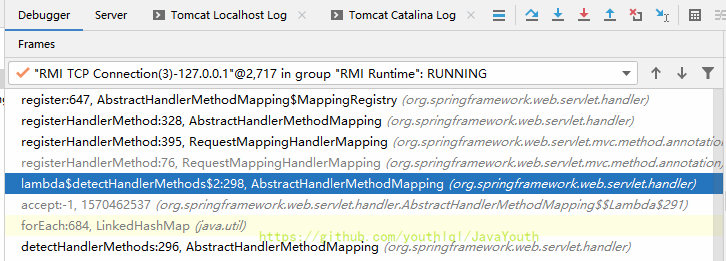 Debugger Server Tomcat Localhost Log Tomcat Catalina Log
Frames
"RMI TCP Connection(3)-127.0.0.1"@2,717 in group "RMI Runtime": RUNNING
register:647, AbstractHandlerMethodMapping$MappingRegistry (org.springframework.web.servlet.handler)
registerHandlerMethod:328, AbstractHandlerMethodMapping (org.springframework.web.servlet.handler)
registerHandlerMethod:395, RequestMappingHandlerMapping (org.springframework.web.servlet.mvc.method.annotation
registerHandlerMethod:76, RequestMappingHandlerMapping (org.springframework.web.servlet.mvc.method.annotation,
lambda$detectHandlerMethods$2:298, AbstractHandlerMethodMapping (org.springframework.web.servlet.handler)
accept:-1, 1570462537 (org.springframework.web.servlet.handler.AbstractHandlerMethodMapping$$Lambda$291)
forEach:684, LinkedHashMap (java.util)
https://github.com/youthlql/JavaYouth
detectHandlerMethods:296, AbstractHandlerMethodMapping (org.springframework.web.servlet.handler)